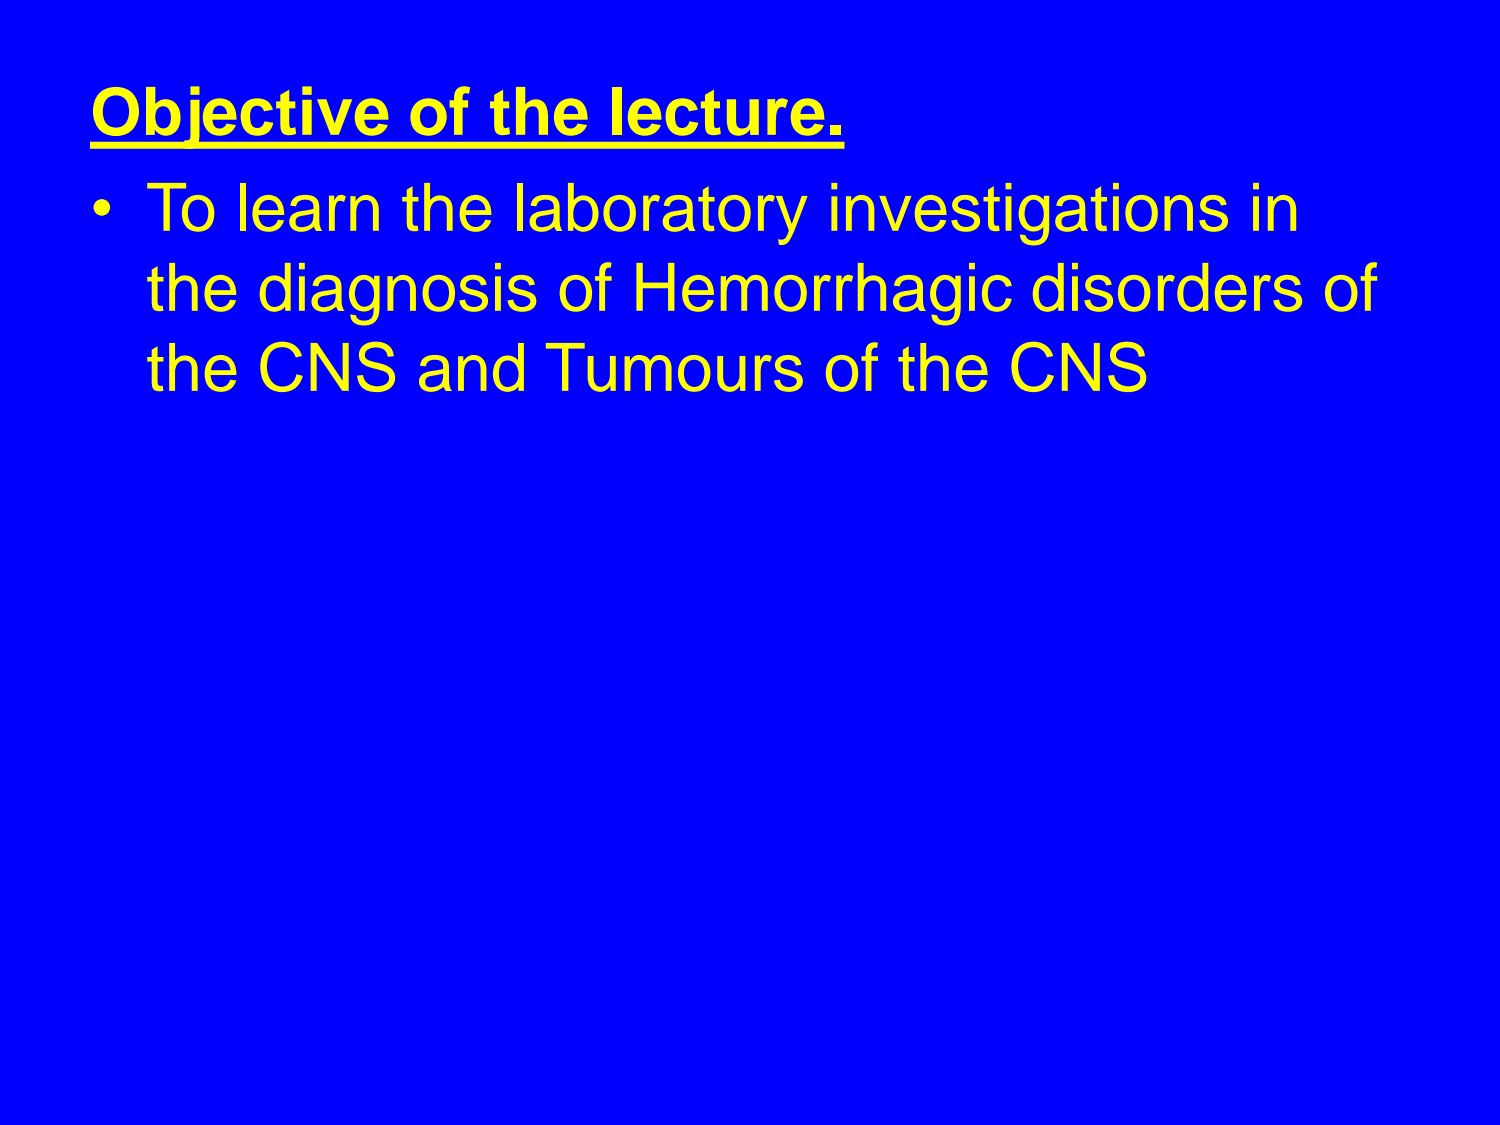 Objective of the lecture.
• To learn the laboratory investigations in
the diagnosis of Hemorrhagic disorders of
the CNS and Tumours of the CNS